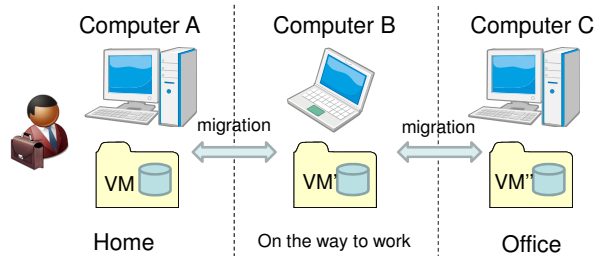 Computer A
Computer B
Computer C
migration
migration
VM
VM'
VM''
Home
On the way to work
Office